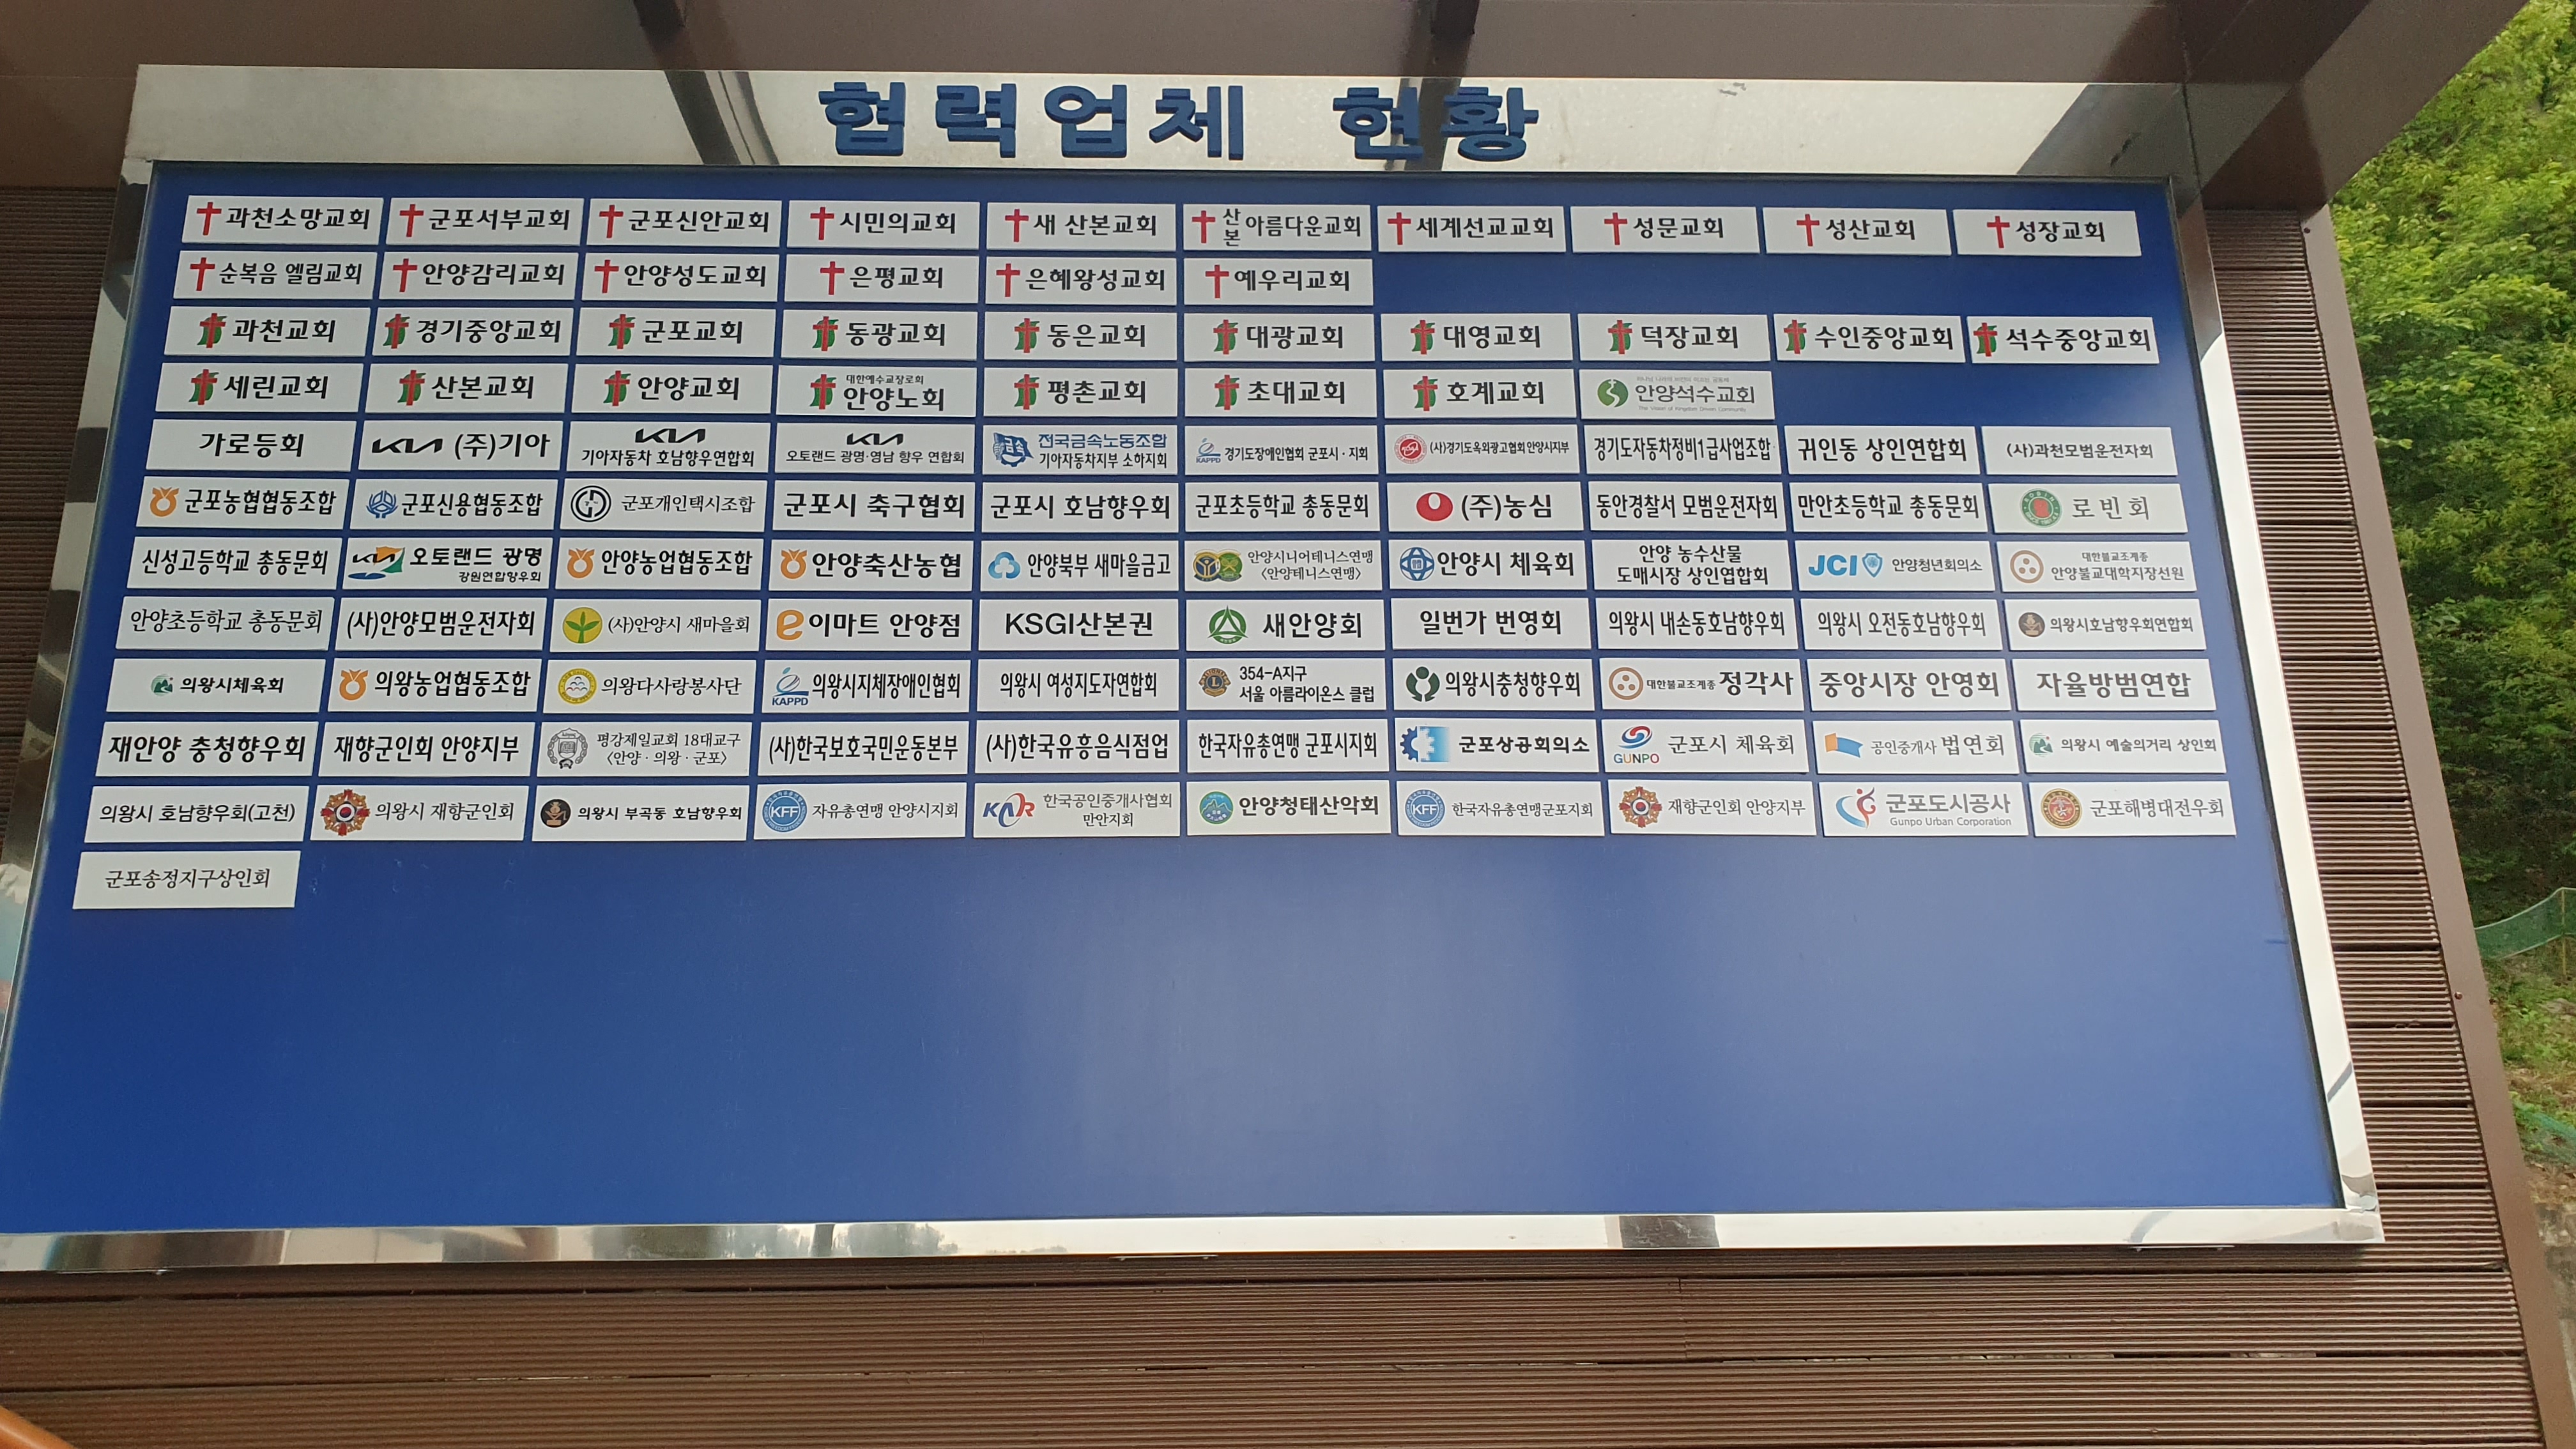 협력업체 현황
과천소망교회 군포서부교회 군포신안교회 시민의교회 새 산본교회 산본 아름다운교회 세계선교교회 성문교회 성산교회 성장교회
순복음 엘림교회 안양감리교회 안양성도교회 은평교회 은혜왕성교회 예우리교회
과천교회 경기중앙교회 군포교회 동광교회 동은교회 대광교회 대영교회 덕장교회 수인중앙교회 석수중앙교회
세린교회 산본교회 안양교회 대한예수교장로회 안양노회 평촌교회 초대교회 호계교회 안양석수교회
The Vision of Kingdom Driven Community
가로등회 KIA (주)기아 KIA 기아자동차 호남향우연합회 KIA 오토랜드 광명·영남 향우 연합회 금속 전국금속노동조합 기아자동차지부 소하지회 KAPPD 경기도장애인협회 군포시·지회 (사)경기도옥외광고협회 안양시지부 경기도자동차정비1급사업조합 귀인동 상인연합회 (사)과천모범운전자회
군포농협협동조합 군포신용협동조합 군포개인택시조합 군포시 축구협회 군포시 호남향우회 군포초등학교 총동문회 (주)농심 동안경찰서 모범운전자회 만안초등학교 총동문회 로빈회
신성고등학교 총동문회 KIA 오토랜드 광명 강원연합향우회 안양농업협동조합 안양축산농협 안양북부 새마을금고 안양시니어테니스연맹 〈안양테니스연맹〉 안양시 체육회 안양 농수산물 도매시장 상인엽합회 JCI 안양청년회의소 대한불교조계종 안양불교대학지장선원
안양초등학교 총동문회 (사)안양모범운전자회 (사)안양시 새마을회 e이마트 안양점 KSGI산본권 새안양회 일번가 번영회 의왕시 내손동호남향우회 의왕시 오전동호남향우회 의왕시호남향우회연합회
의왕시체육회 의왕농업협동조합 의왕다사랑봉사단 KAPPD 의왕시지체장애인협회 의왕시 여성지도자연합회 354-A지구 서울 아름라이온스 클럽 의왕시충청향우회 대한불교조계종 정각사 중앙시장 안영회 자율방범연합
재안양 충청향우회 재향군인회 안양지부 평강제일교회 18대교구 〈안양·의왕·군포〉 (사)한국보호국민운동본부 (사)한국유흥음식점업 한국자유총연맹 군포시지회 군포상공회의소 GUNPO 군포시 체육회 공인중개사 법연회 의왕시 예술의거리 상인회
의왕시 호남향우회(고천) 의왕시 재향군인회 의왕시 부곡동 호남향우회 KFF 자유총연맹 안양시지회 KAR 한국공인중개사협회 만안지회 안양청태산악회 KFF 한국자유총연맹군포지회 재향군인회 안양지부 군포도시공사 Gunpo Urban Corporation 군포해병대전우회
군포송정지구상인회